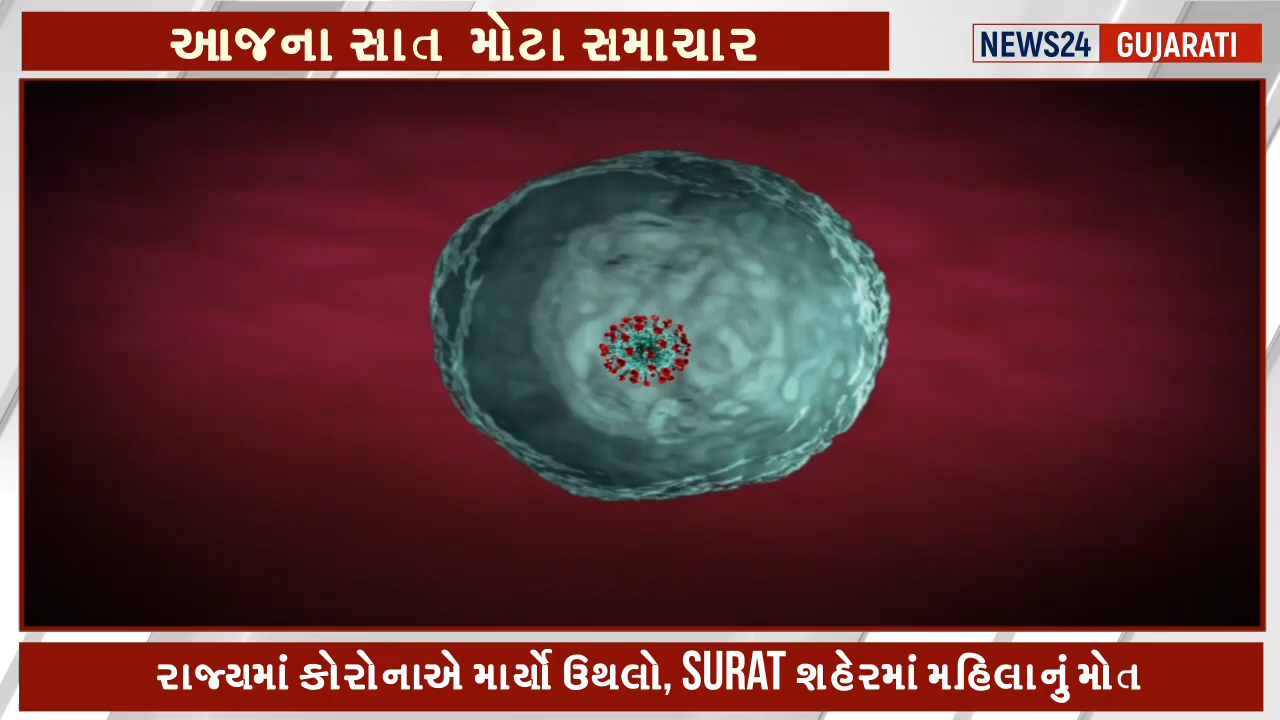 આજના સાત મોટા સમાચાર
NEWS24 GUJARATI
રાજ્યમાં કોરોનાએ માર્યો ઉથલો, SURAT શહેરમાં મહિલાનું મોત